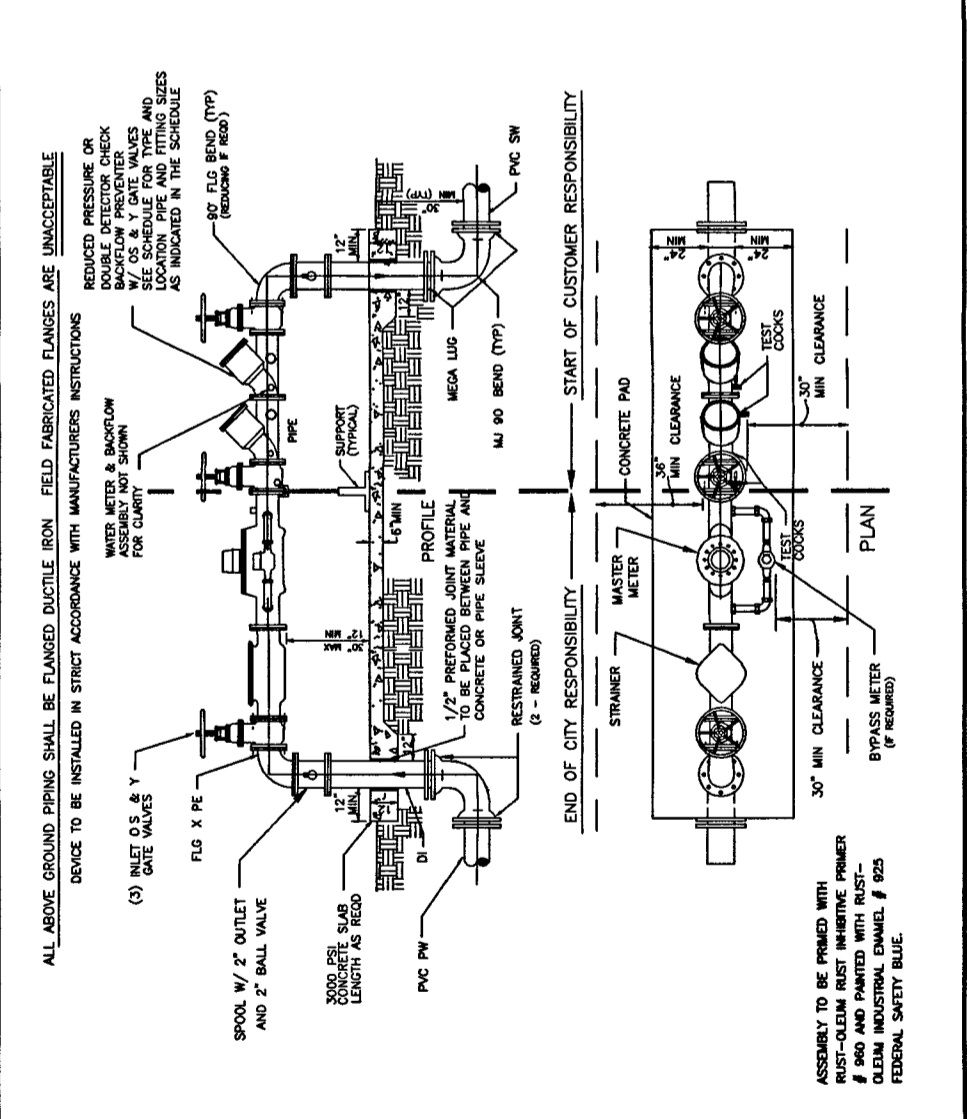 ALL ABOVE GROUND PIPING SHALL BE FLANGED DUCTILE IRON FIELD FABRICATED FLANGES ARE UNACCEPTABLE
DEVICE TO BE INSTALLED IN STRICT ACCORDANCE WITH MANUFACTURERS INSTRUCTIONS
REDUCED PRESSURE OR
DOUBLE DETECTOR CHECK
BACKFLOW PREVENTER
W/ OS & Y GATE VALVES
SEE SCHEDULE FOR TYPE AND
LOCATION PIPE AND FITTING SIZES
AS INDICATED IN THE SCHEDULE
WATER METER & BACKFLOW
ASSEMBLY NOT SHOWN
FOR CLARITY
(3) INLET OS & Y
GATE VALVES
FLG X PE
90° FLG BEND (TYP)
(REDUCING IF REQD)
SPOOL W/ 2" OUTLET
AND 2" BALL VALVE
PIPE
SUPPORT
(TYPICAL)
30" MAX
12" MIN
6"MIN
3000 PSI
CONCRETE SLAB
LENGTH AS REQD
12"
MIN
12"
12"
12"
MIN.
30"
MIN
(TYP)
PROFILE
DI
PVC PW
1/2" PREFORMED JOINT MATERIAL
TO BE PLACED BETWEEN PIPE AND
CONCRETE OR PIPE SLEEVE
RESTRAINED JOINT
(2 - REQUIRED)
MEGA LUG
MJ 90 BEND (TYP)
PVC SW
END OF CITY RESPONSIBILITY
START OF CUSTOMER RESPONSIBILITY
STRAINER
MASTER
METER
36"
MIN CLEARANCE
CONCRETE PAD
24"
MIN
24"
MIN
TEST
COCKS
TEST
COCKS
30"
MIN CLEARANCE
30" MIN CLEARANCE
BYPASS METER
(IF REQUIRED)
PLAN
ASSEMBLY TO BE PRIMED WITH
RUST-OLEUM RUST INHIBITIVE PRIMER
# 960 AND PAINTED WITH RUST-
OLEUM INDUSTRIAL ENAMEL # 925
FEDERAL SAFETY BLUE.